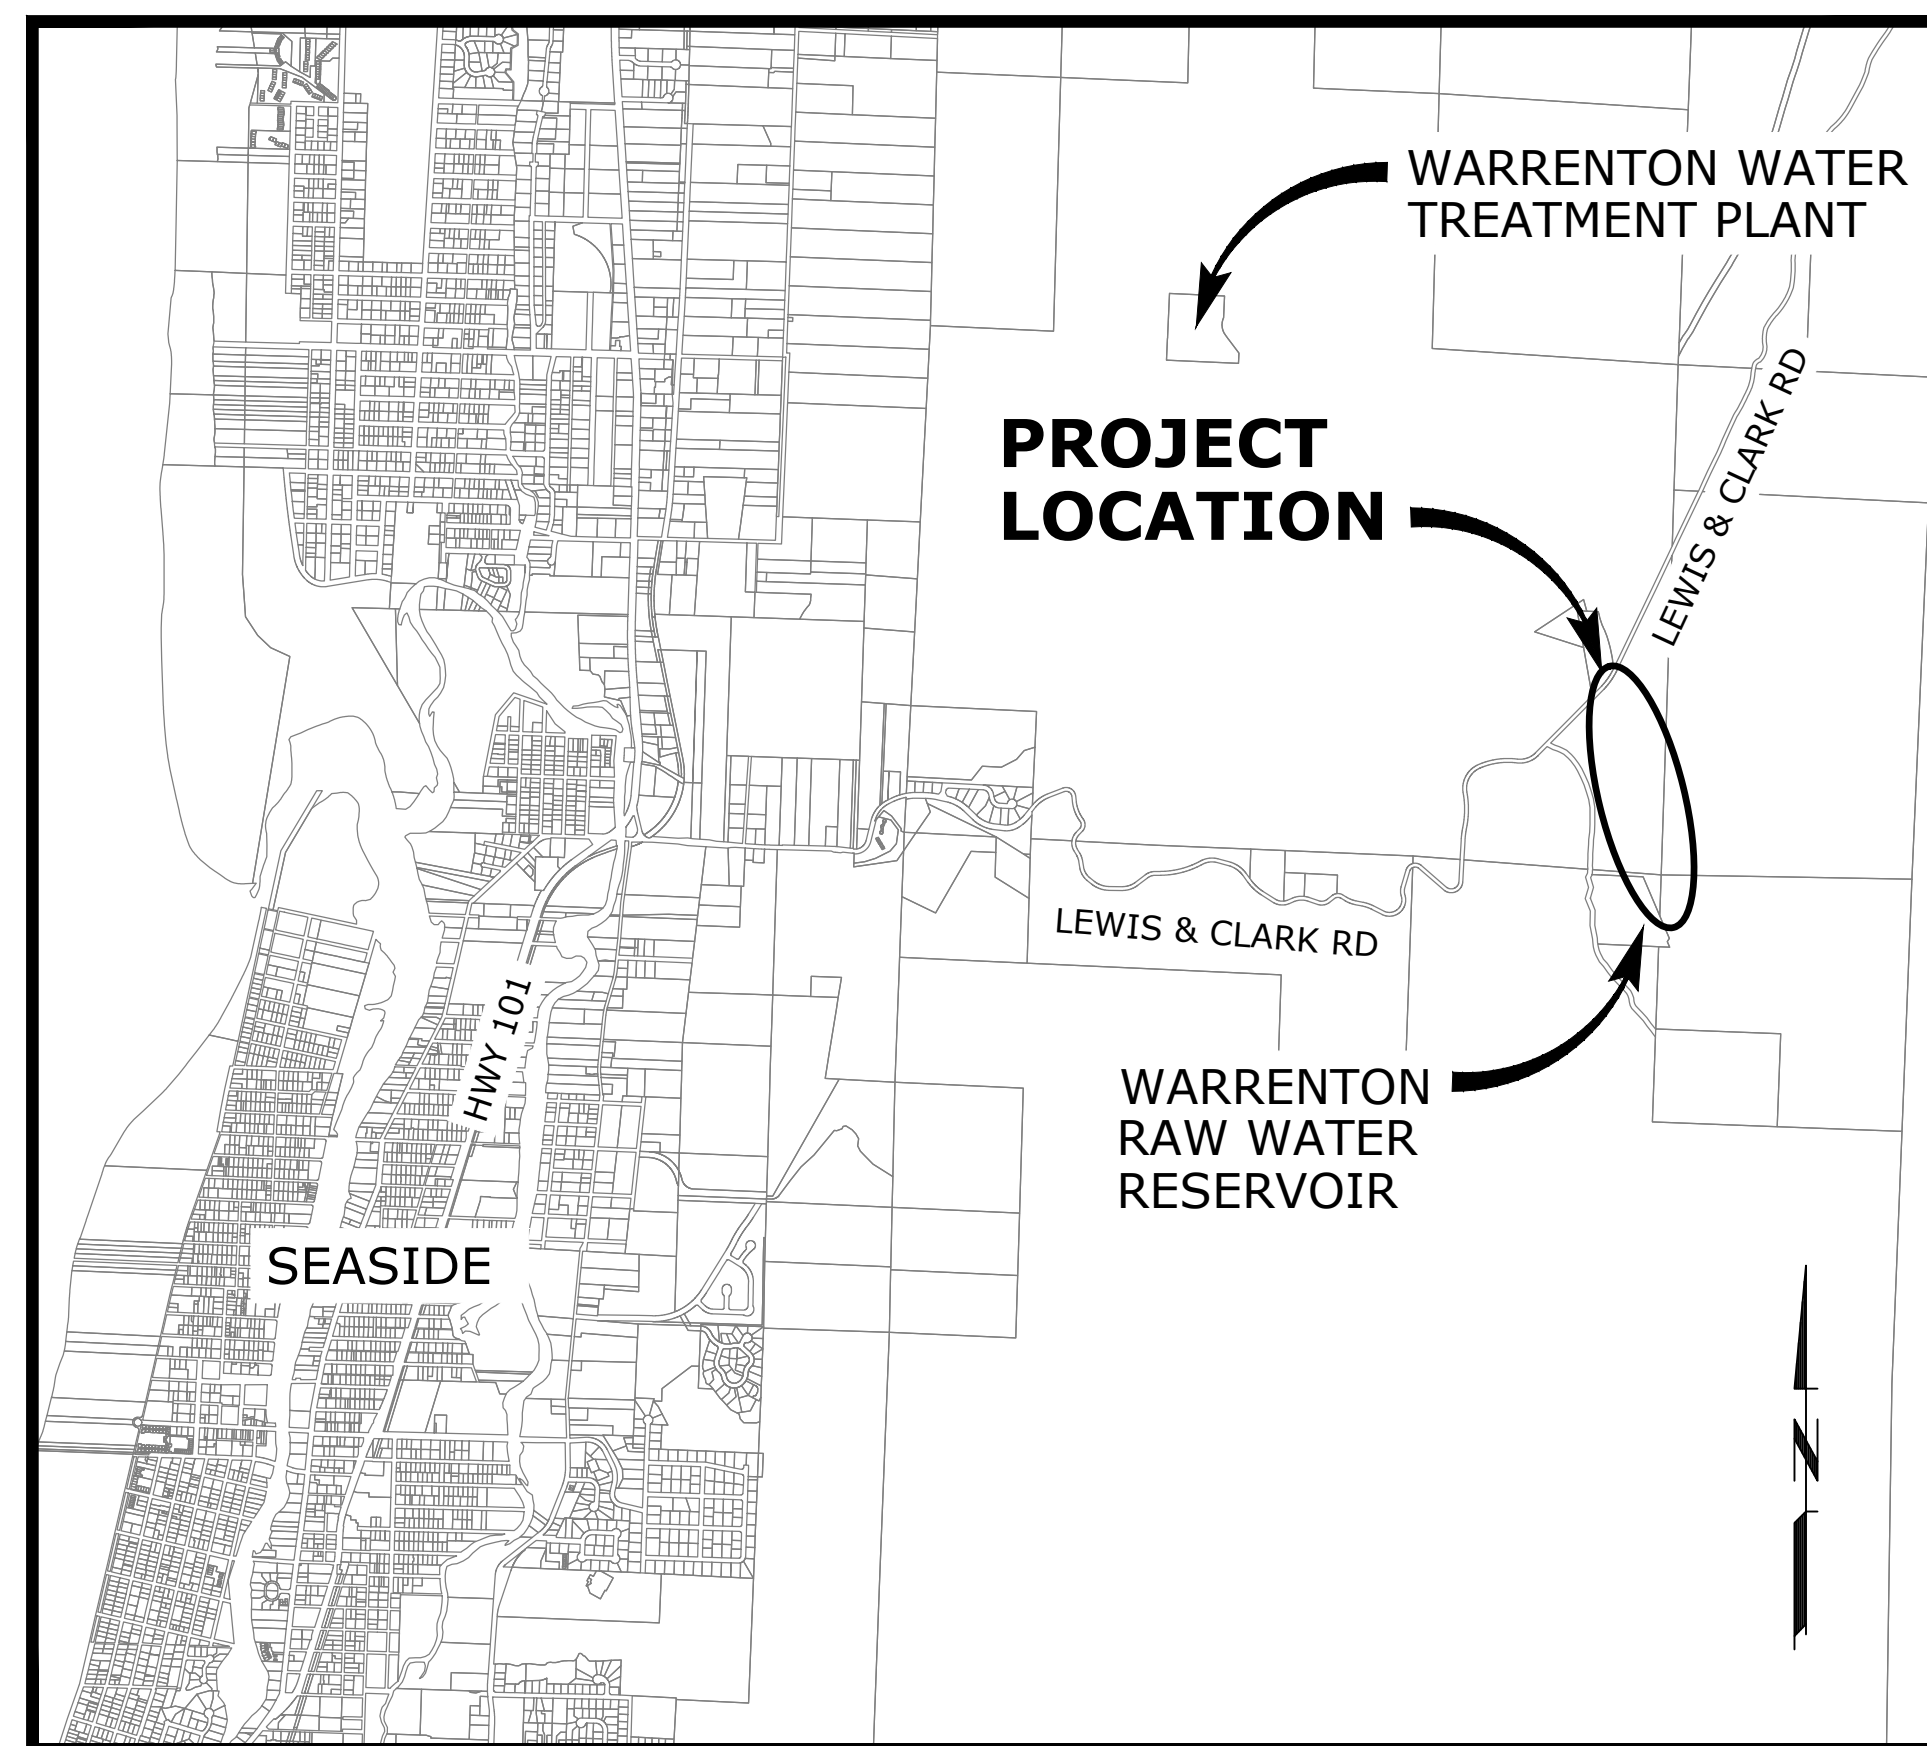 WARRENTON WATER
TREATMENT PLANT
PROJECT
LOCATION
LEWIS & CLARK RD
LEWIS & CLARK RD
HWY 101
WARRENTON
RAW WATER
RESERVOIR
SEASIDE
N